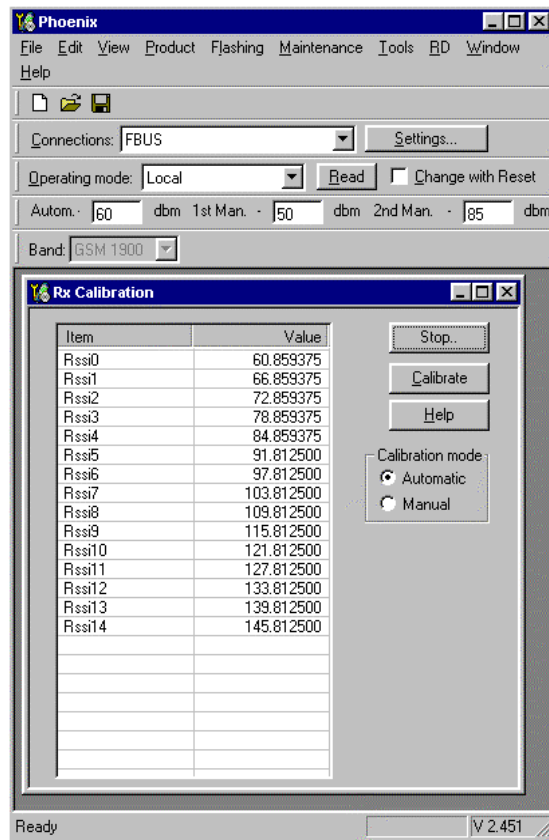 Phoenix
File Edit View Product Flashing Maintenance Tools RD Window
Help
Connections: FBUS Settings...
Operating mode: Local Read Change with Reset
Autom. - 60 dbm 1st Man. - 50 dbm 2nd Man. - 85 dbm
Band: GSM 1900
Rx Calibration
Item Value
Rssi0 60.859375
Rssi1 66.859375
Rssi2 72.859375
Rssi3 78.859375
Rssi4 84.859375
Rssi5 91.812500
Rssi6 97.812500
Rssi7 103.812500
Rssi8 109.812500
Rssi9 115.812500
Rssi10 121.812500
Rssi11 127.812500
Rssi12 133.812500
Rssi13 139.812500
Rssi14 145.812500
Stop..
Calibrate
Help
Calibration mode
Automatic
Manual
Ready V 2.451